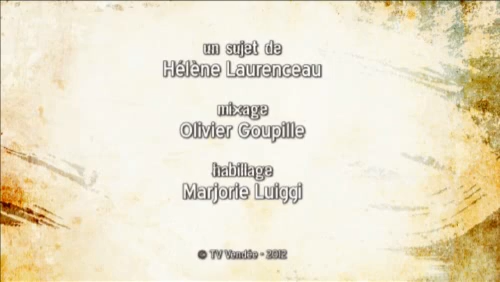 un sujet de
Hélène Laurenceau
mixage
Olivier Goupille
habillage
Marjorie Luiggi
© TV Vendée - 2012